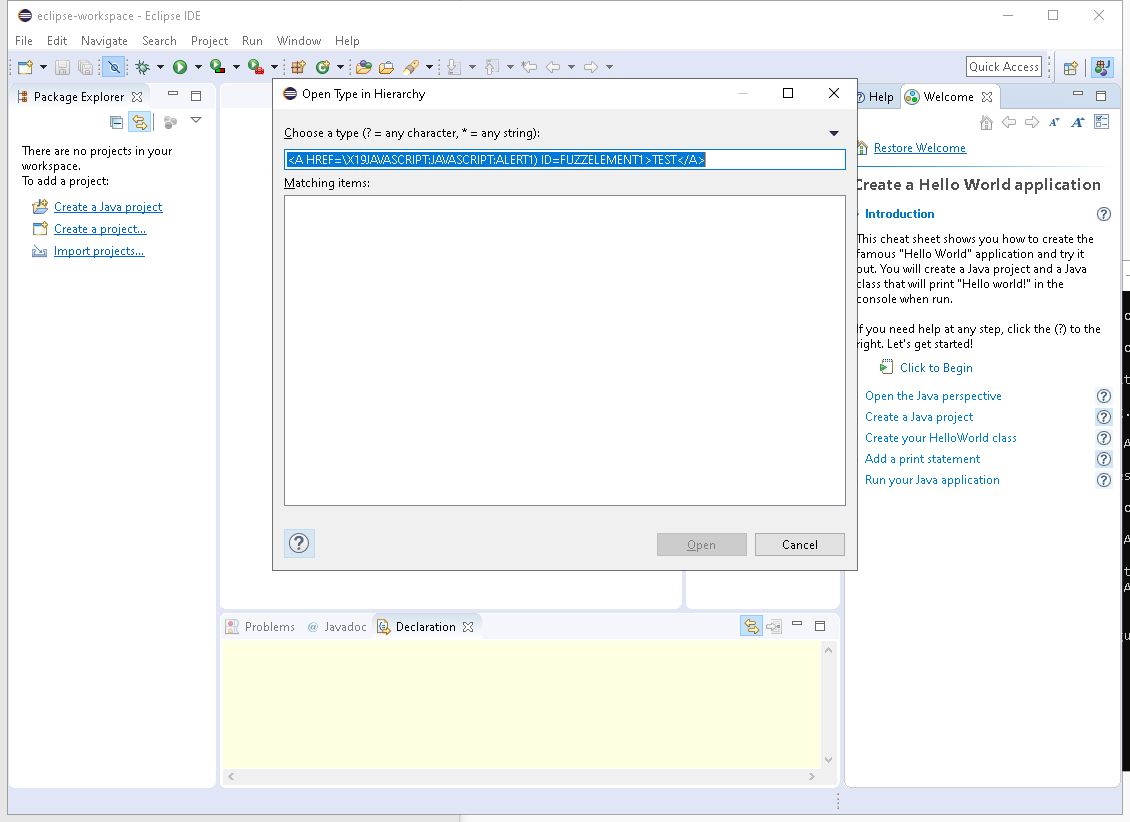 eclipse-workspace - Eclipse IDE
File Edit Navigate Search Project Run Window Help
Quick Access
Package Explorer
There are no projects in your
workspace.
To add a project:
Create a Java project
Create a project...
Import projects...
Open Type in Hierarchy
Choose a type (? = any character, * = any string):
<A HREF=\X19JAVASCRIPT:JAVASCRIPT:ALERT1) ID=FUZZELEMENT1>TEST</A>
Matching items:
Open Cancel
Help Welcome
Restore Welcome
Create a Hello World application
Introduction
This cheat sheet shows you how to create the
famous "Hello World" application and try it
out. You will create a Java project and a Java
class that will print "Hello world!" in the
console when run.
If you need help at any step, click the (?) to the
right. Let's get started!
Click to Begin
Open the Java perspective
Create a Java project
Create your HelloWorld class
Add a print statement
Run your Java application
Problems @ Javadoc Declaration